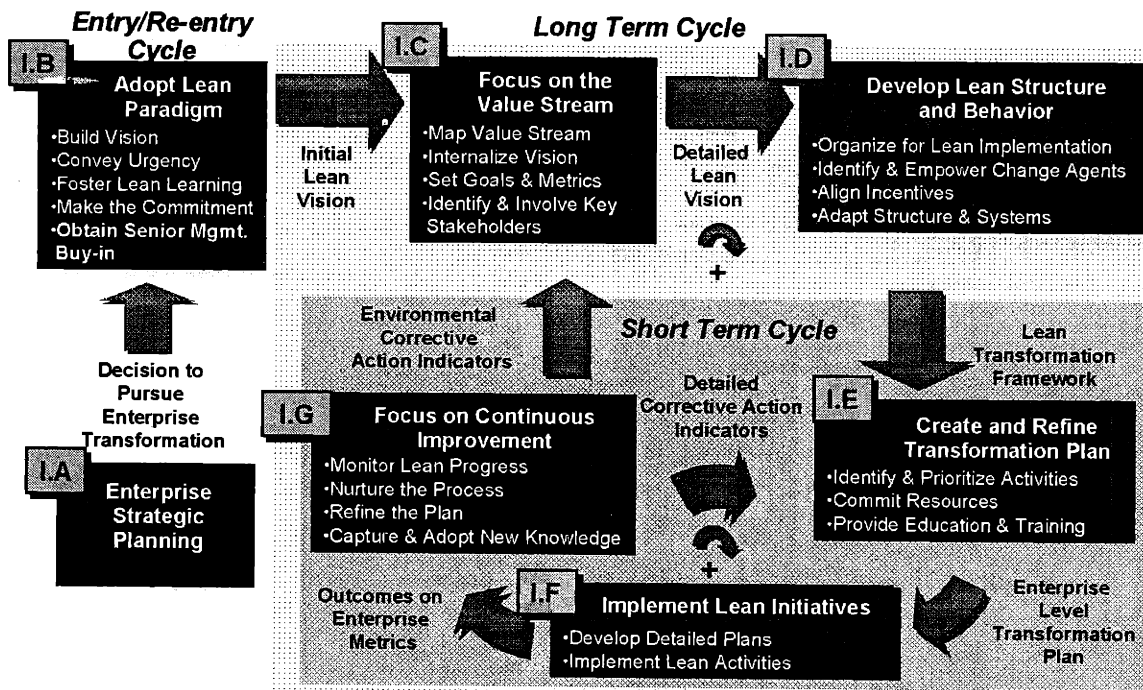 Entry/Re-entry
Cycle
Long Term Cycle
I.B
Adopt Lean
Paradigm
•Build Vision
•Convey Urgency
•Foster Lean Learning
•Make the Commitment
•Obtain Senior Mgmt.
Buy-in
Initial
Lean
Vision
I.C
Focus on the
Value Stream
•Map Value Stream
•Internalize Vision
•Set Goals & Metrics
•Identify & Involve Key
Stakeholders
Detailed
Lean
Vision
+
I.D
Develop Lean Structure
and Behavior
•Organize for Lean Implementation
•Identify & Empower Change Agents
•Align Incentives
•Adapt Structure & Systems
Decision to
Pursue
Enterprise
Transformation
I.A
Enterprise
Strategic
Planning
Environmental
Corrective
Action Indicators
Short Term Cycle
Lean
Transformation
Framework
Detailed
Corrective Action
Indicators
I.G
Focus on Continuous
Improvement
•Monitor Lean Progress
•Nurture the Process
•Refine the Plan
•Capture & Adopt New Knowledge
I.E
Create and Refine
Transformation Plan
•Identify & Prioritize Activities
•Commit Resources
•Provide Education & Training
+
Outcomes on
Enterprise
Metrics
I.F
Implement Lean Initiatives
•Develop Detailed Plans
•Implement Lean Activities
Enterprise
Level
Transformation
Plan